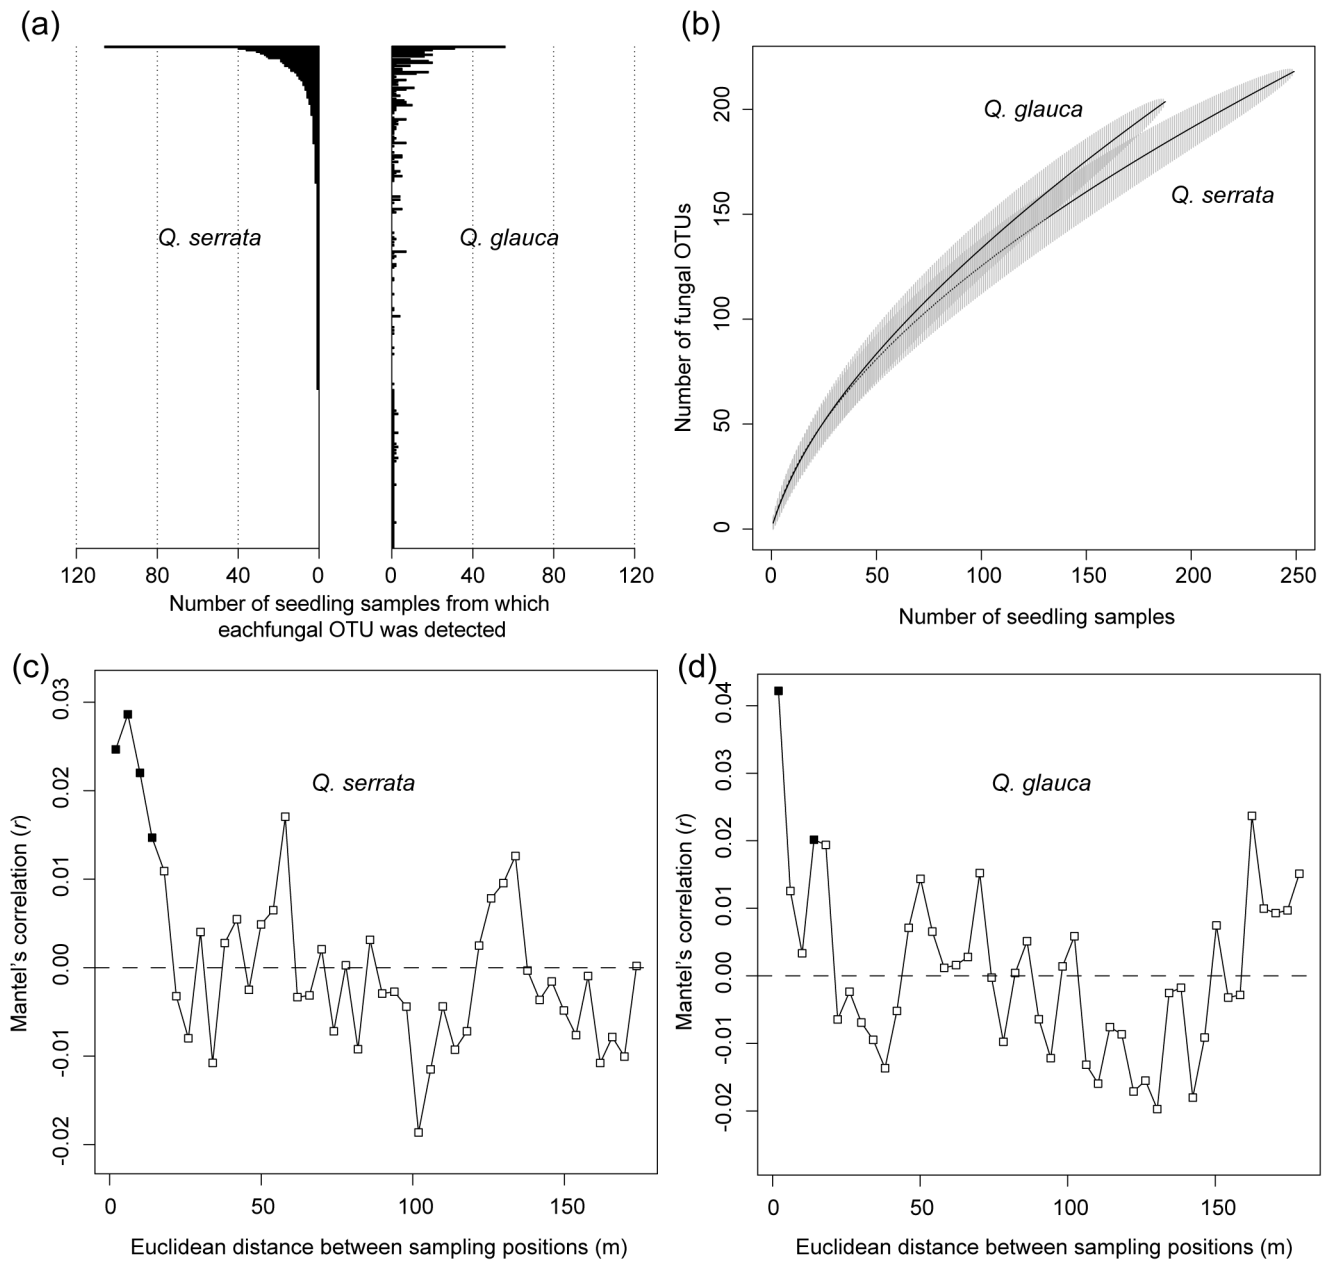 (a)
Q. serrata
Q. glauca
120 80 40 0
0 40 80 120
Number of seedling samples from which
eachfungal OTU was detected
(b)
Q. glauca
Q. serrata
Number of fungal OTUs
200
150
100
50
0
0 50 100 150 200 250
Number of seedling samples
(c)
Q. serrata
Mantel's correlation (r)
0.03
0.02
0.01
0.00
-0.01
-0.02
0 50 100 150
Euclidean distance between sampling positions (m)
(d)
Q. glauca
Mantel's correlation (r)
0.04
0.03
0.02
0.01
0.00
-0.01
-0.02
0 50 100 150
Euclidean distance between sampling positions (m)